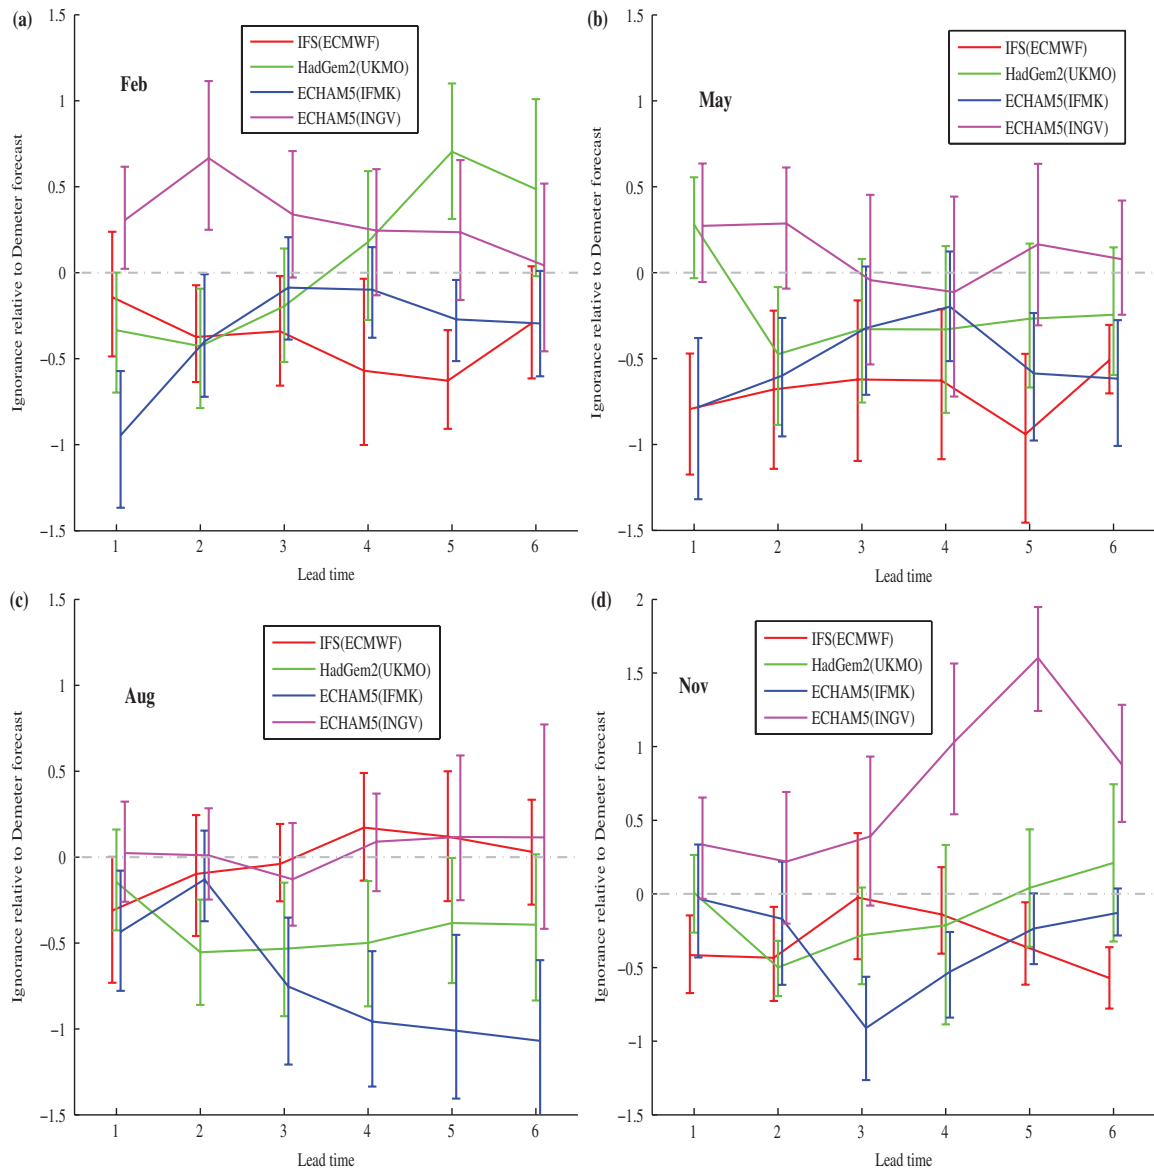 (a)
Feb
IFS(ECMWF)
HadGem2(UKMO)
ECHAM5(IFMK)
ECHAM5(INGV)
Ignorance relative to Demeter forecast
1.5
1
0.5
0
−0.5
−1
−1.5
1 2 3 4 5 6
Lead time
(b)
May
IFS(ECMWF)
HadGem2(UKMO)
ECHAM5(IFMK)
ECHAM5(INGV)
Ignorance relative to Demeter forecast
1.5
1
0.5
0
−0.5
−1
−1.5
1 2 3 4 5 6
Lead time
(c)
Aug
IFS(ECMWF)
HadGem2(UKMO)
ECHAM5(IFMK)
ECHAM5(INGV)
Ignorance relative to Demeter forecast
1.5
1
0.5
0
−0.5
−1
−1.5
1 2 3 4 5 6
Lead time
(d)
Nov
IFS(ECMWF)
HadGem2(UKMO)
ECHAM5(IFMK)
ECHAM5(INGV)
Ignorance relative to Demeter forecast
2
1.5
1
0.5
0
−0.5
−1
−1.5
1 2 3 4 5 6
Lead time